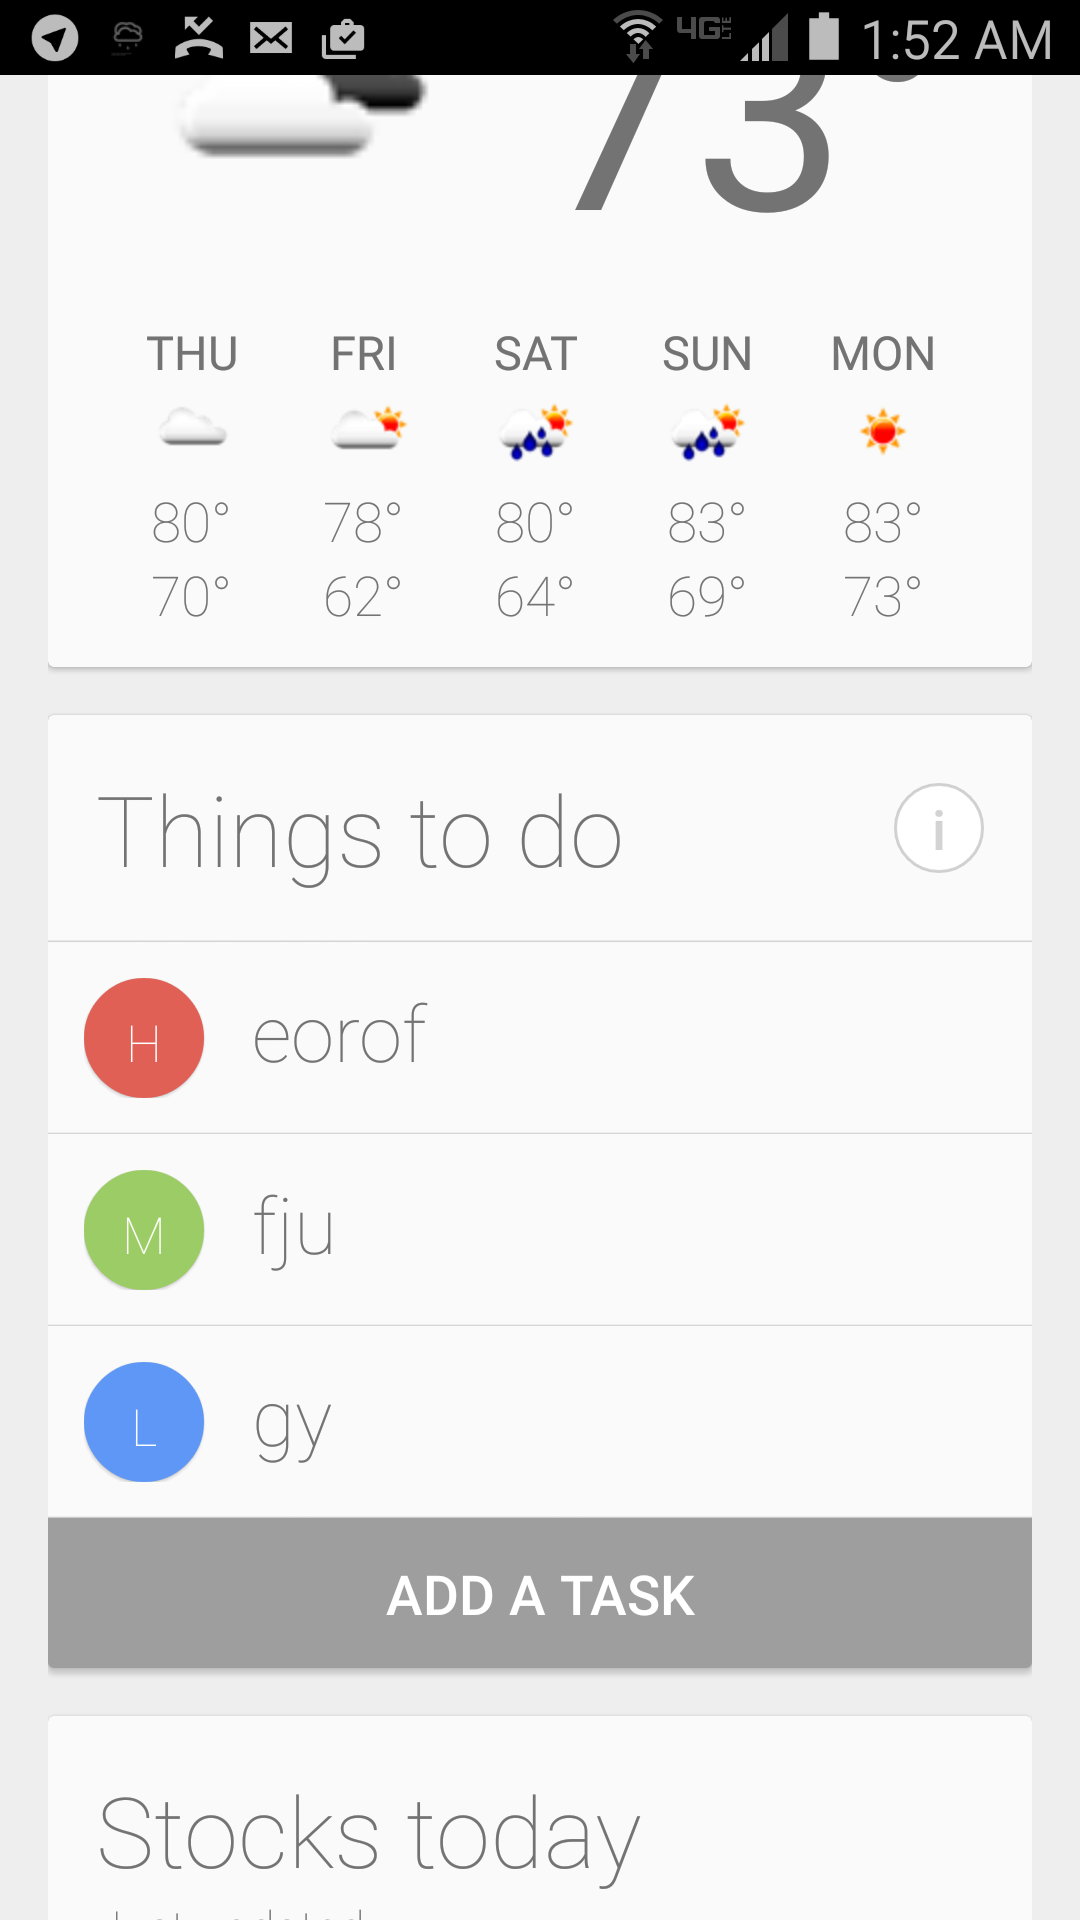 4G LTE 1:52 AM
73°
THU FRI SAT SUN MON
80° 78° 80° 83° 83°
70° 62° 64° 69° 73°
Things to do
i
H eorof
M fju
L gy
ADD A TASK
Stocks today